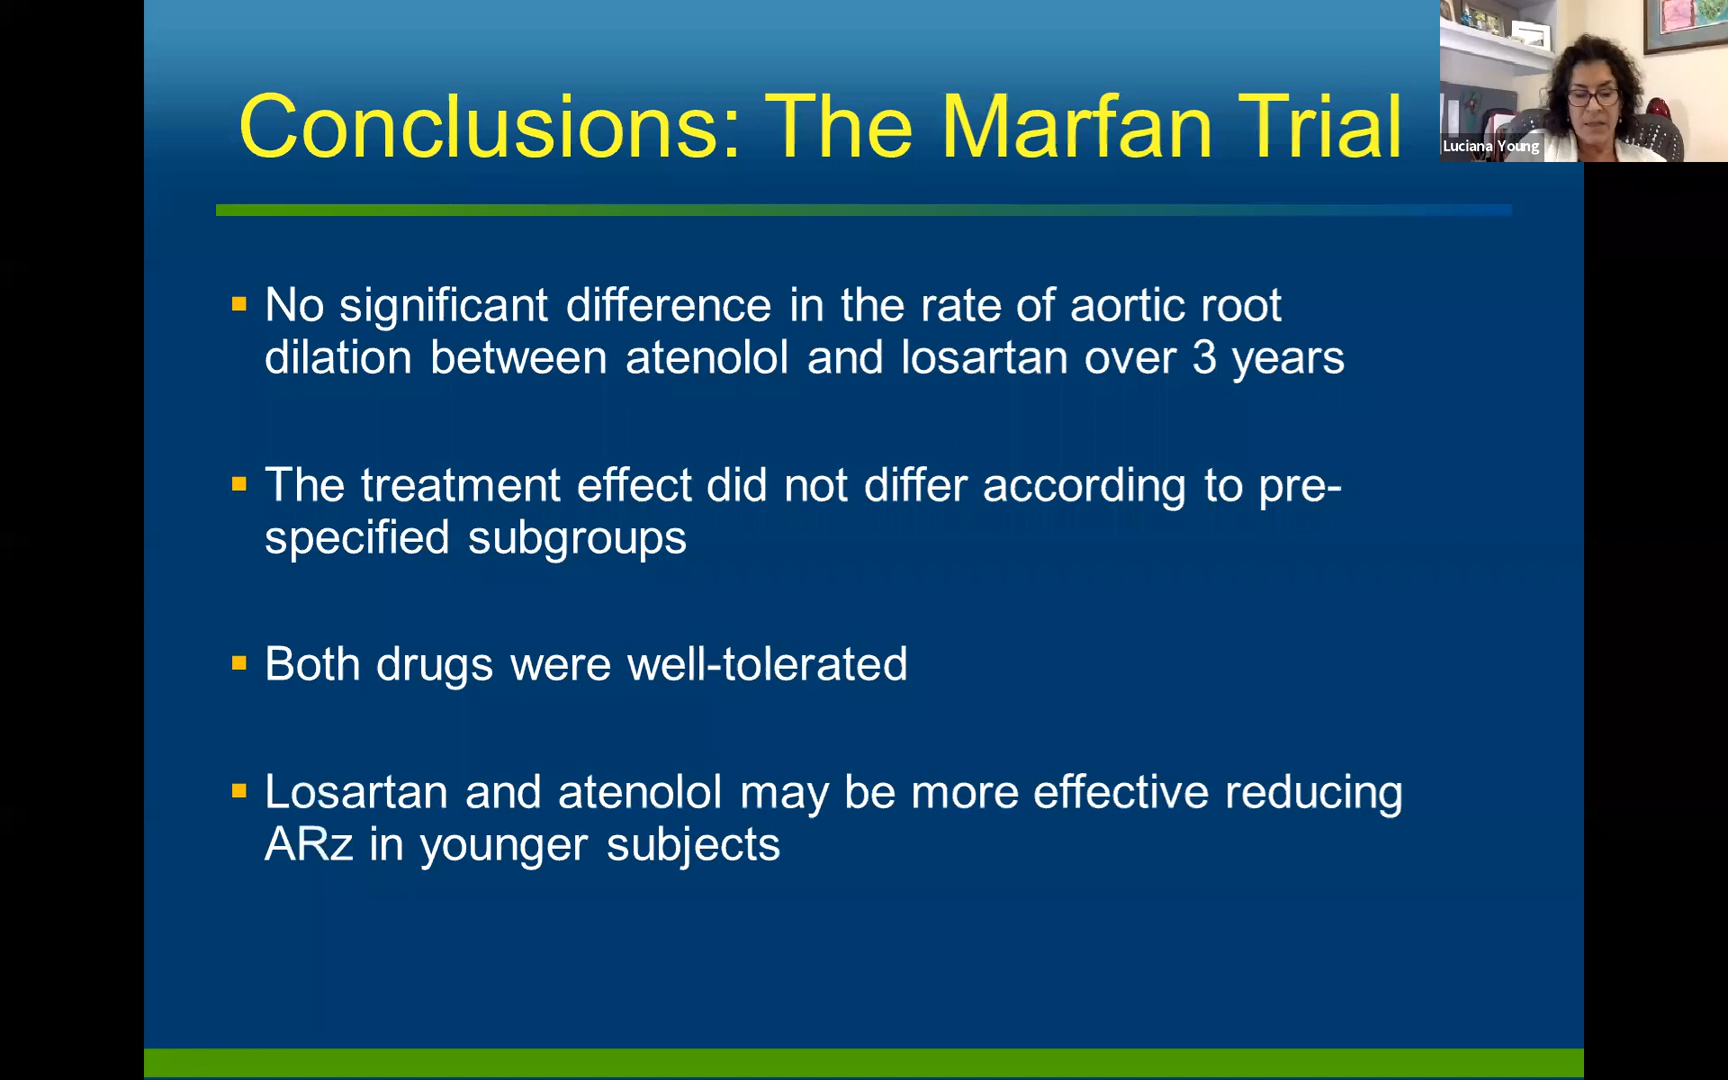 Conclusions: The Marfan Trial
Luciana Young
▪ No significant difference in the rate of aortic root
dilation between atenolol and losartan over 3 years
▪ The treatment effect did not differ according to pre-
specified subgroups
▪ Both drugs were well-tolerated
▪ Losartan and atenolol may be more effective reducing
ARz in younger subjects